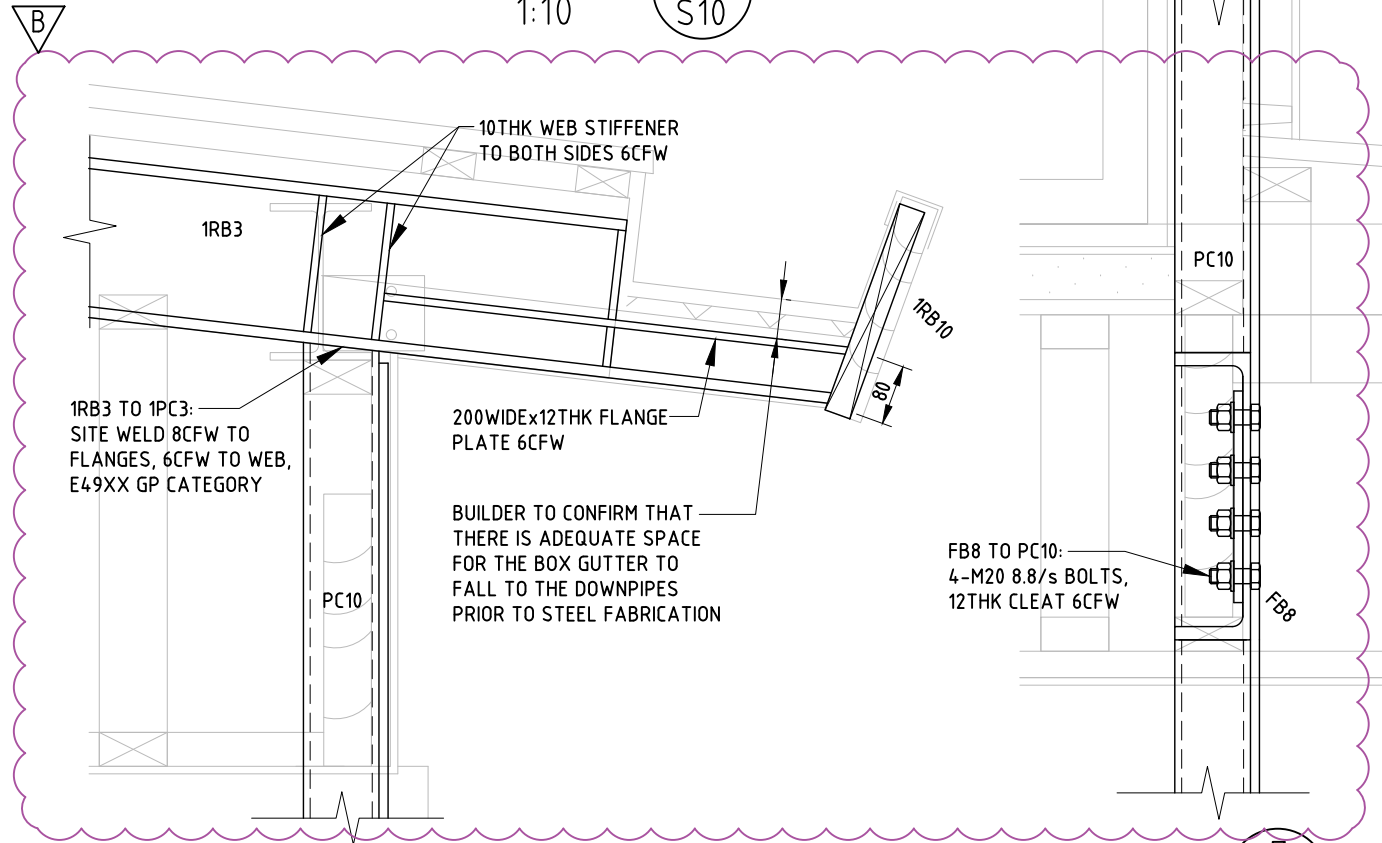 B
1:10
S10
10THK WEB STIFFENER
TO BOTH SIDES 6CFW
1RB3
PC10
1RB10
80
1RB3 TO 1PC3:
SITE WELD 8CFW TO
FLANGES, 6CFW TO WEB,
E49XX GP CATEGORY
200WIDEx12THK FLANGE
PLATE 6CFW
BUILDER TO CONFIRM THAT
THERE IS ADEQUATE SPACE
FOR THE BOX GUTTER TO
FALL TO THE DOWNPIPES
PRIOR TO STEEL FABRICATION
FB8 TO PC10:
4-M20 8.8/s BOLTS,
12THK CLEAT 6CFW
FB8
PC10